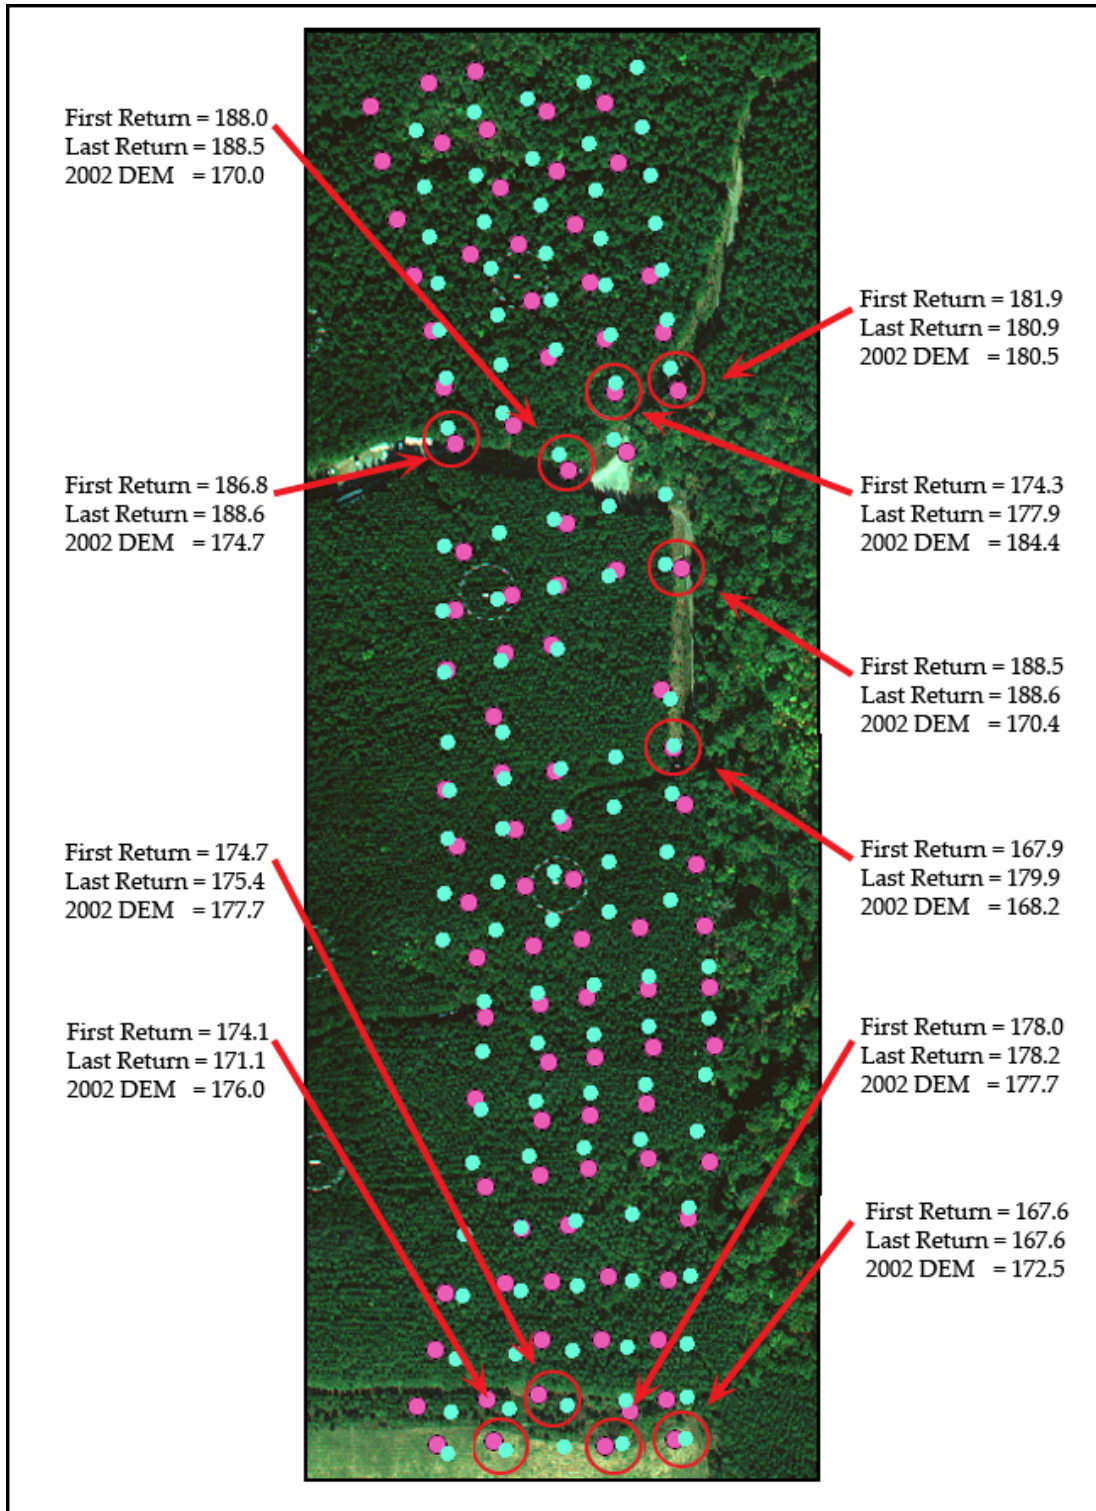 First Return = 188.0
Last Return = 188.5
2002 DEM = 170.0
First Return = 181.9
Last Return = 180.9
2002 DEM = 180.5
First Return = 186.8
Last Return = 188.6
2002 DEM = 174.7
First Return = 174.3
Last Return = 177.9
2002 DEM = 184.4
First Return = 188.5
Last Return = 188.6
2002 DEM = 170.4
First Return = 174.7
Last Return = 175.4
2002 DEM = 177.7
First Return = 167.9
Last Return = 179.9
2002 DEM = 168.2
First Return = 174.1
Last Return = 171.1
2002 DEM = 176.0
First Return = 178.0
Last Return = 178.2
2002 DEM = 177.7
First Return = 167.6
Last Return = 167.6
2002 DEM = 172.5